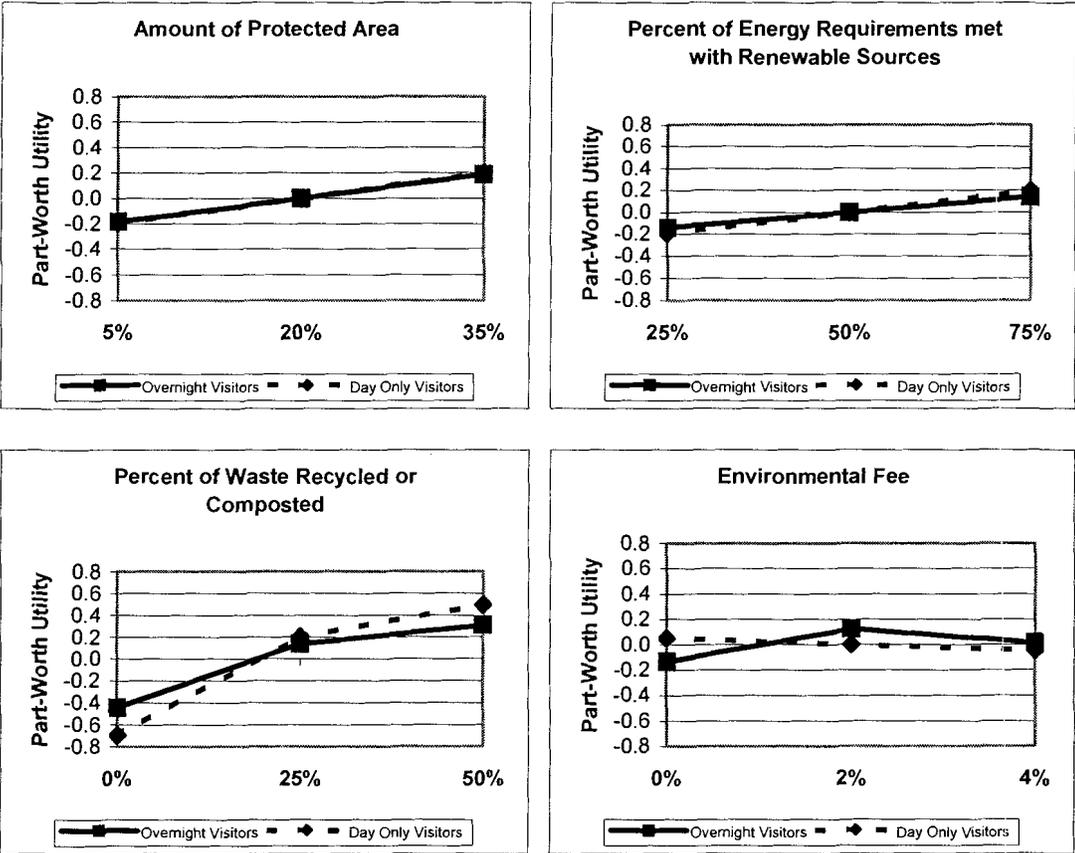 Amount of Protected Area
Part-Worth Utility
0.8
0.6
0.4
0.2
0.0
-0.2
-0.4
-0.6
-0.8
5% 20% 35%
Overnight Visitors Day Only Visitors
Percent of Energy Requirements met
with Renewable Sources
Part-Worth Utility
0.8
0.6
0.4
0.2
0.0
-0.2
-0.4
-0.6
-0.8
25% 50% 75%
Overnight Visitors Day Only Visitors
Percent of Waste Recycled or
Composted
Part-Worth Utility
0.8
0.6
0.4
0.2
0.0
-0.2
-0.4
-0.6
-0.8
0% 25% 50%
Overnight Visitors Day Only Visitors
Environmental Fee
Part-Worth Utility
0.8
0.6
0.4
0.2
0.0
-0.2
-0.4
-0.6
-0.8
0% 2% 4%
Overnight Visitors Day Only Visitors